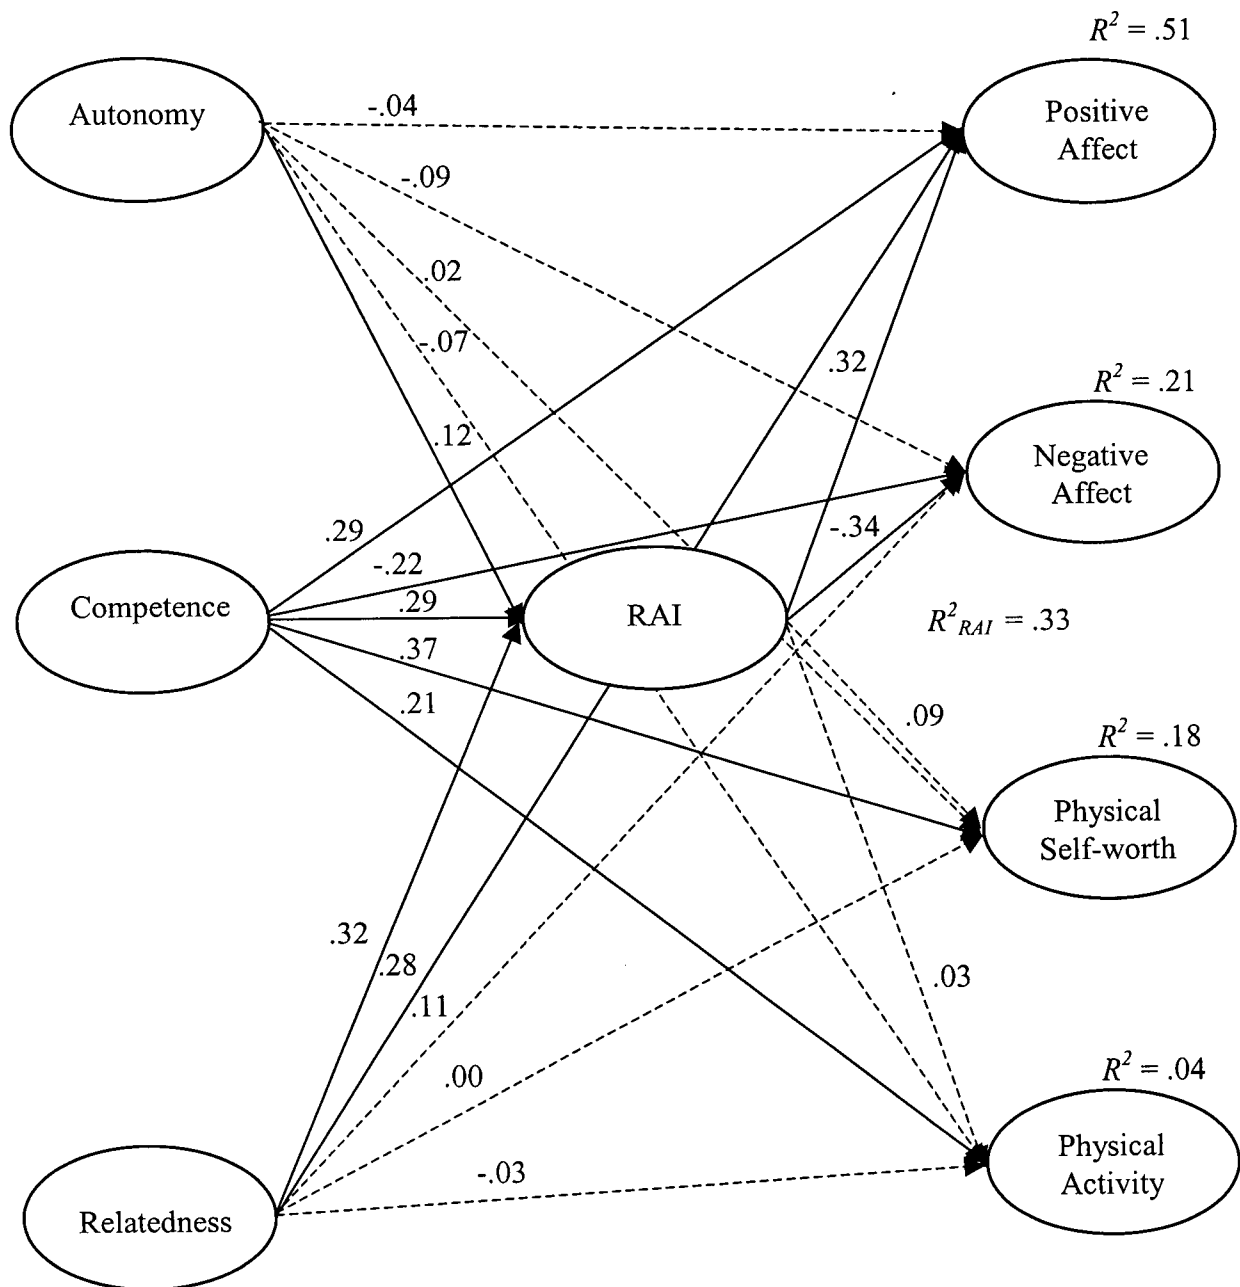 R² = .51
Autonomy
-.04
Positive
Affect
-.09
.02
-.07
.32
R² = .21
.12
Negative
Affect
.29
-.34
-.22
Competence
.29
RAI
R²RAI = .33
.37
.21
.09
R² = .18
Physical
Self-worth
.32
.28
.11
.03
.00
R² = .04
Physical
Activity
-.03
Relatedness